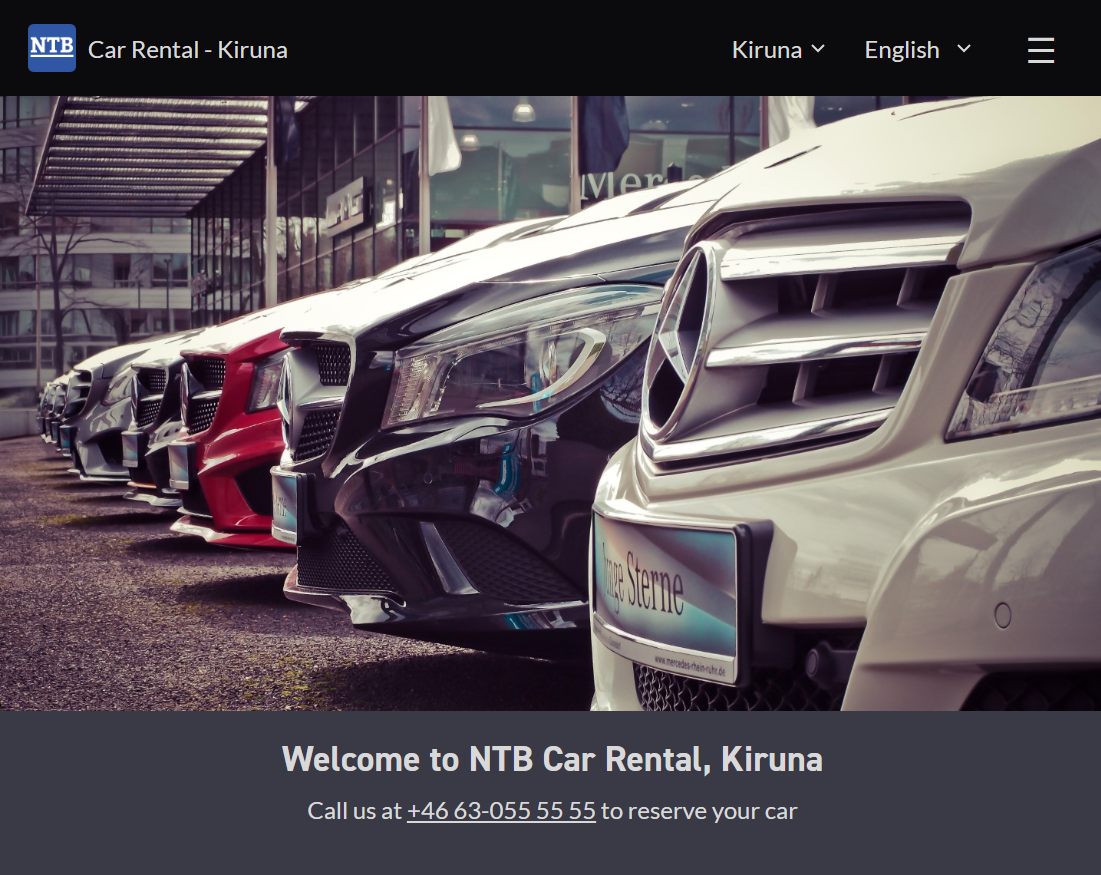 NTB
Car Rental - Kiruna
Kiruna
English
Mer
Junge Sterne
www.mercedes-rhein-ruhr.de
Welcome to NTB Car Rental, Kiruna
Call us at +46 63-055 55 55 to reserve your car